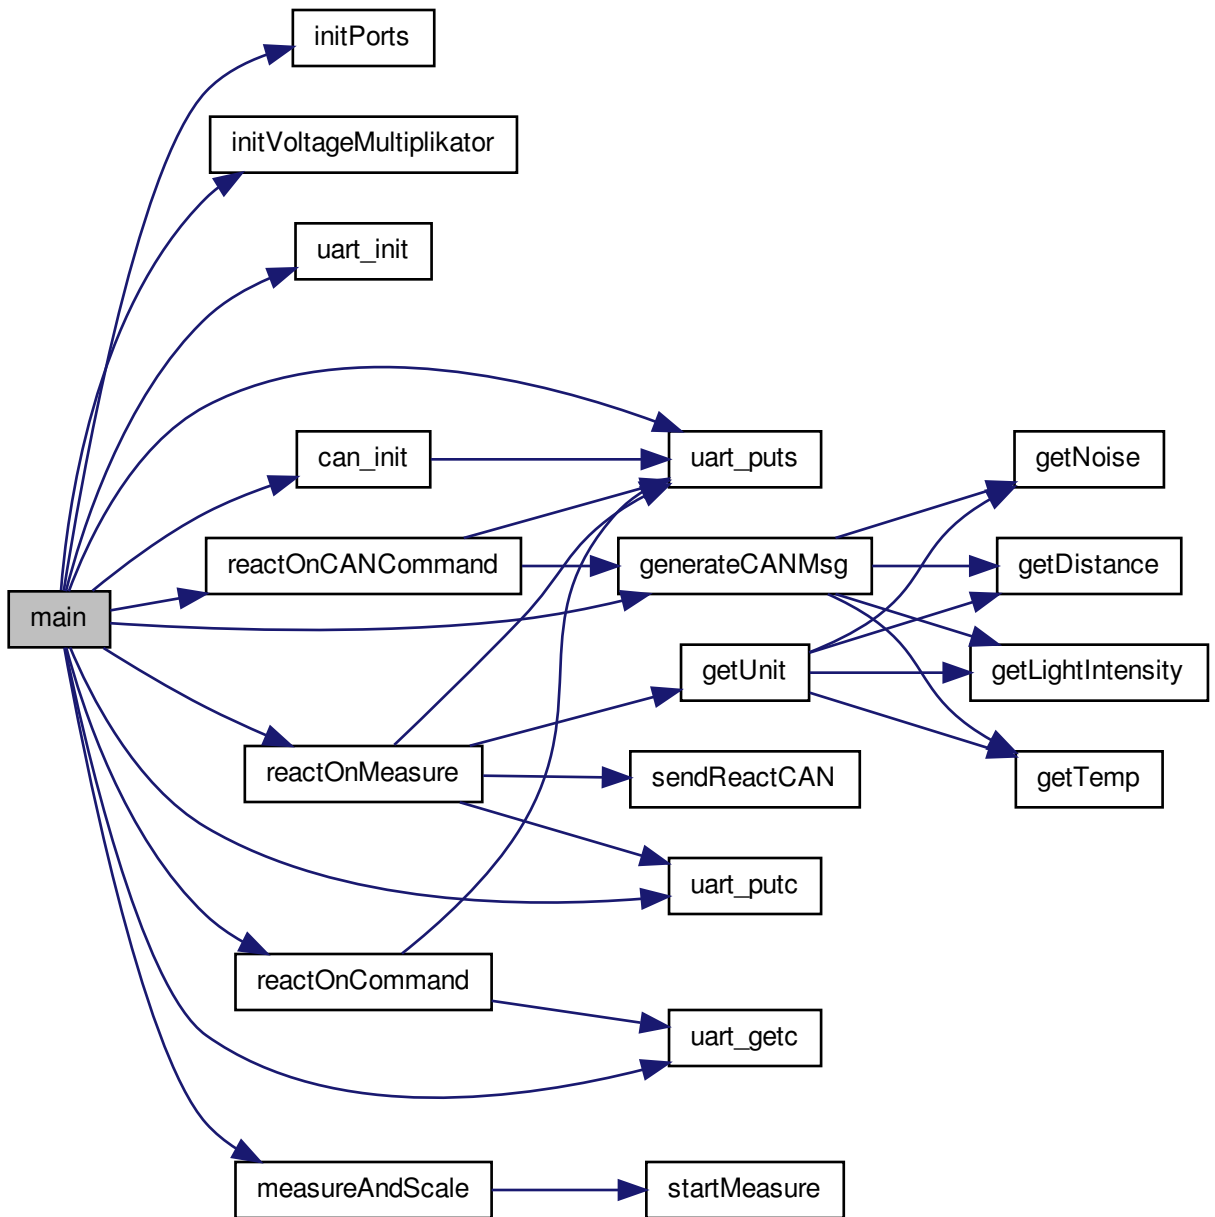 initPorts
initVoltageMultiplikator
uart_init
can_init
uart_puts
getNoise
reactOnCANCommand
generateCANMsg
getDistance
main
getUnit
getLightIntensity
reactOnMeasure
sendReactCAN
getTemp
uart_putc
reactOnCommand
uart_getc
measureAndScale
startMeasure